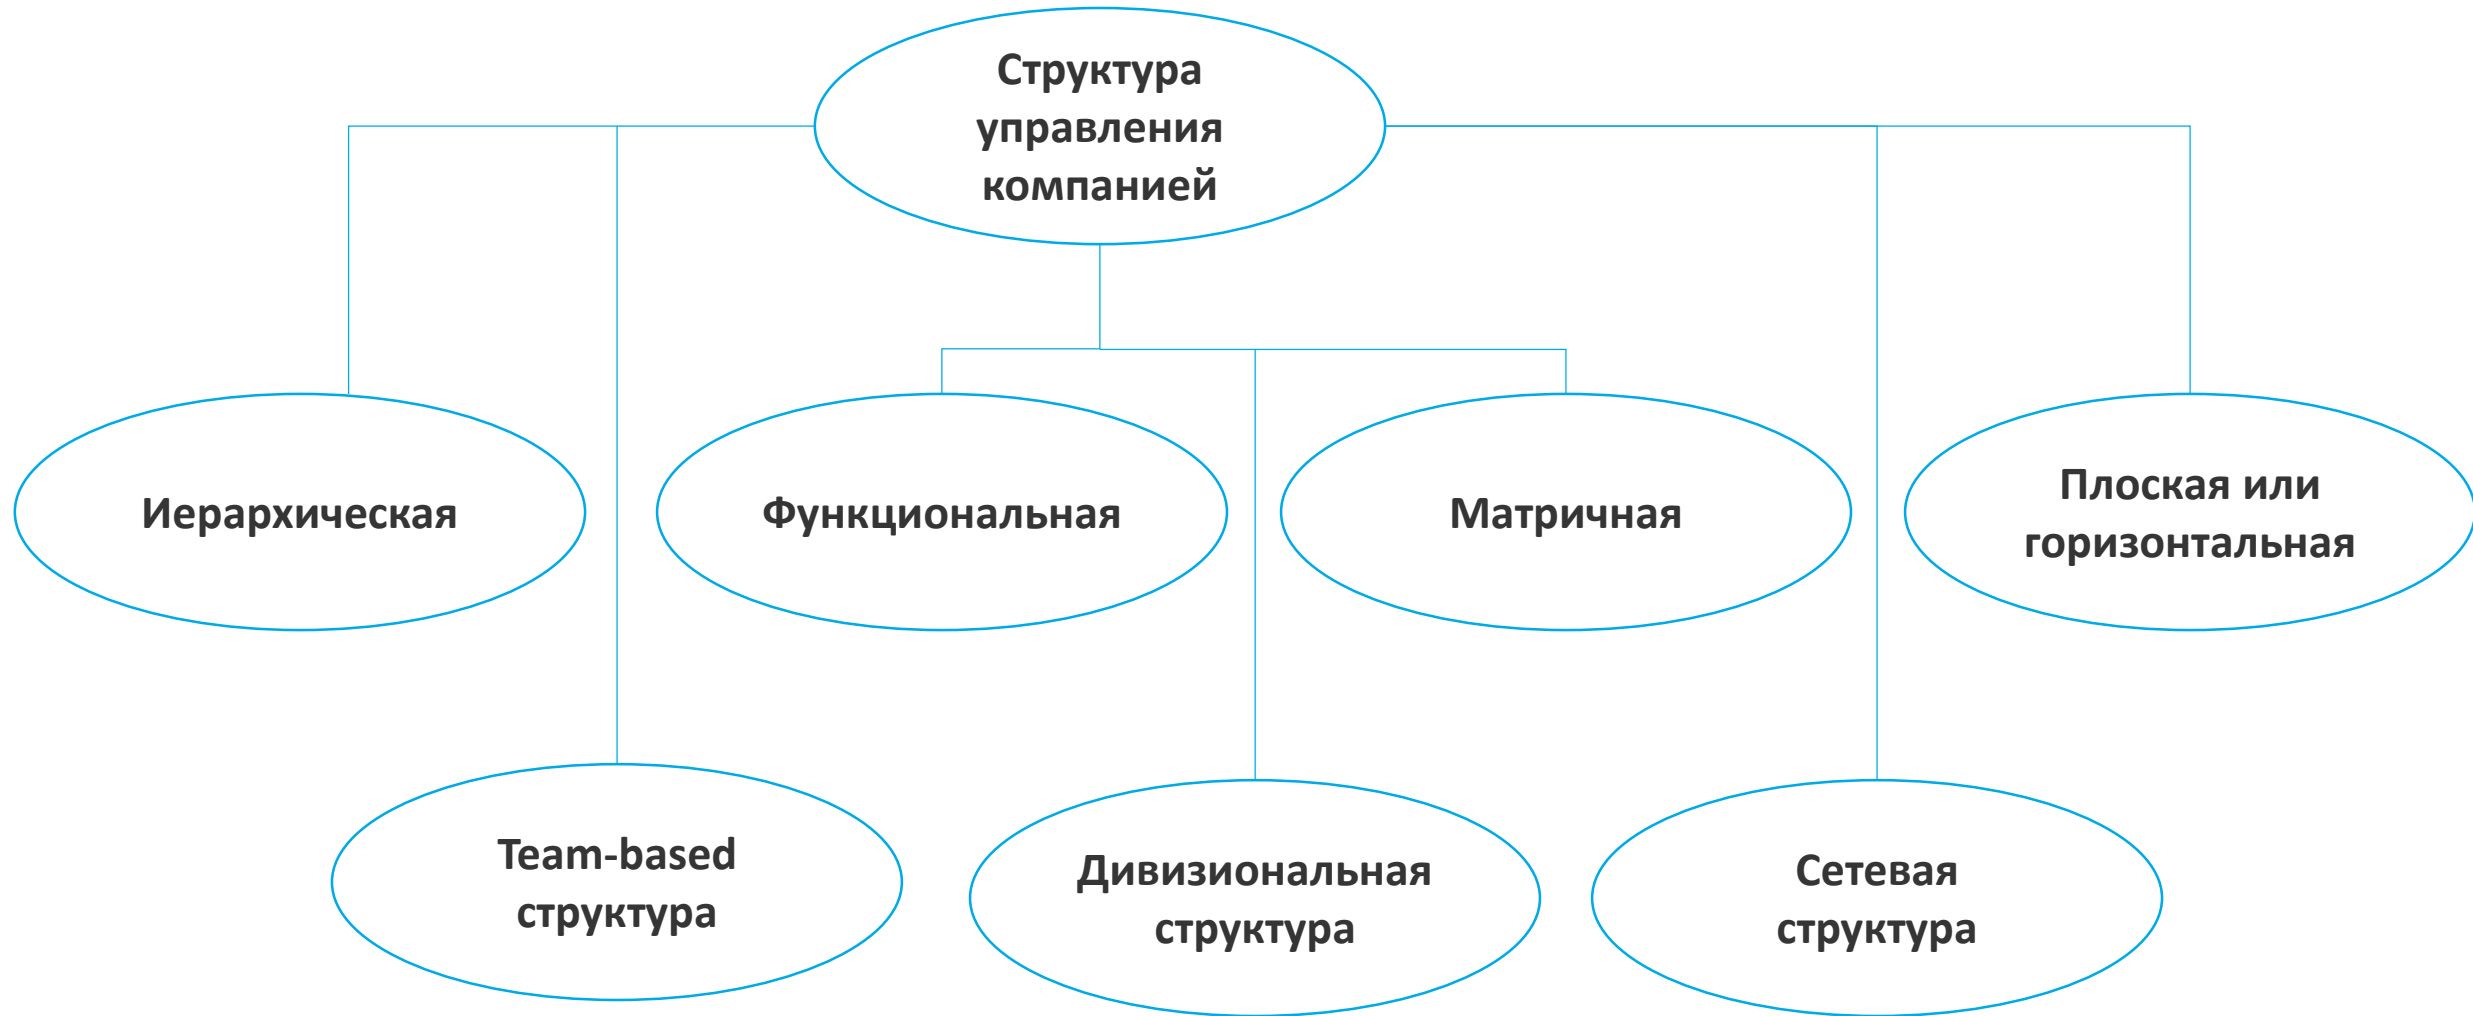 Структура
управления
компанией
Иерархическая
Функциональная
Матричная
Плоская или
горизонтальная
Team-based
структура
Дивизиональная
структура
Сетевая
структура